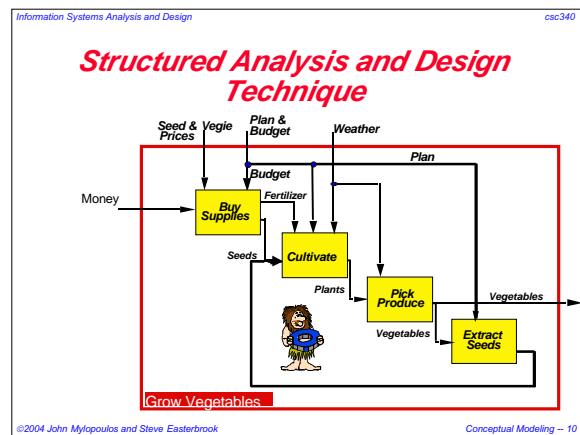 Information Systems Analysis and Design
csc340
Structured Analysis and Design
Technique
Seed & Vegie
Prices
Plan &
Budget
Weather
Plan
Budget
Money
Fertilizer
Buy
Supplies
Seeds
Cultivate
Plants
Pick
Produce
Vegetables
Vegetables
Extract
Seeds
Grow Vegetables
©2004 John Mylopoulos and Steve Easterbrook
Conceptual Modeling -- 10